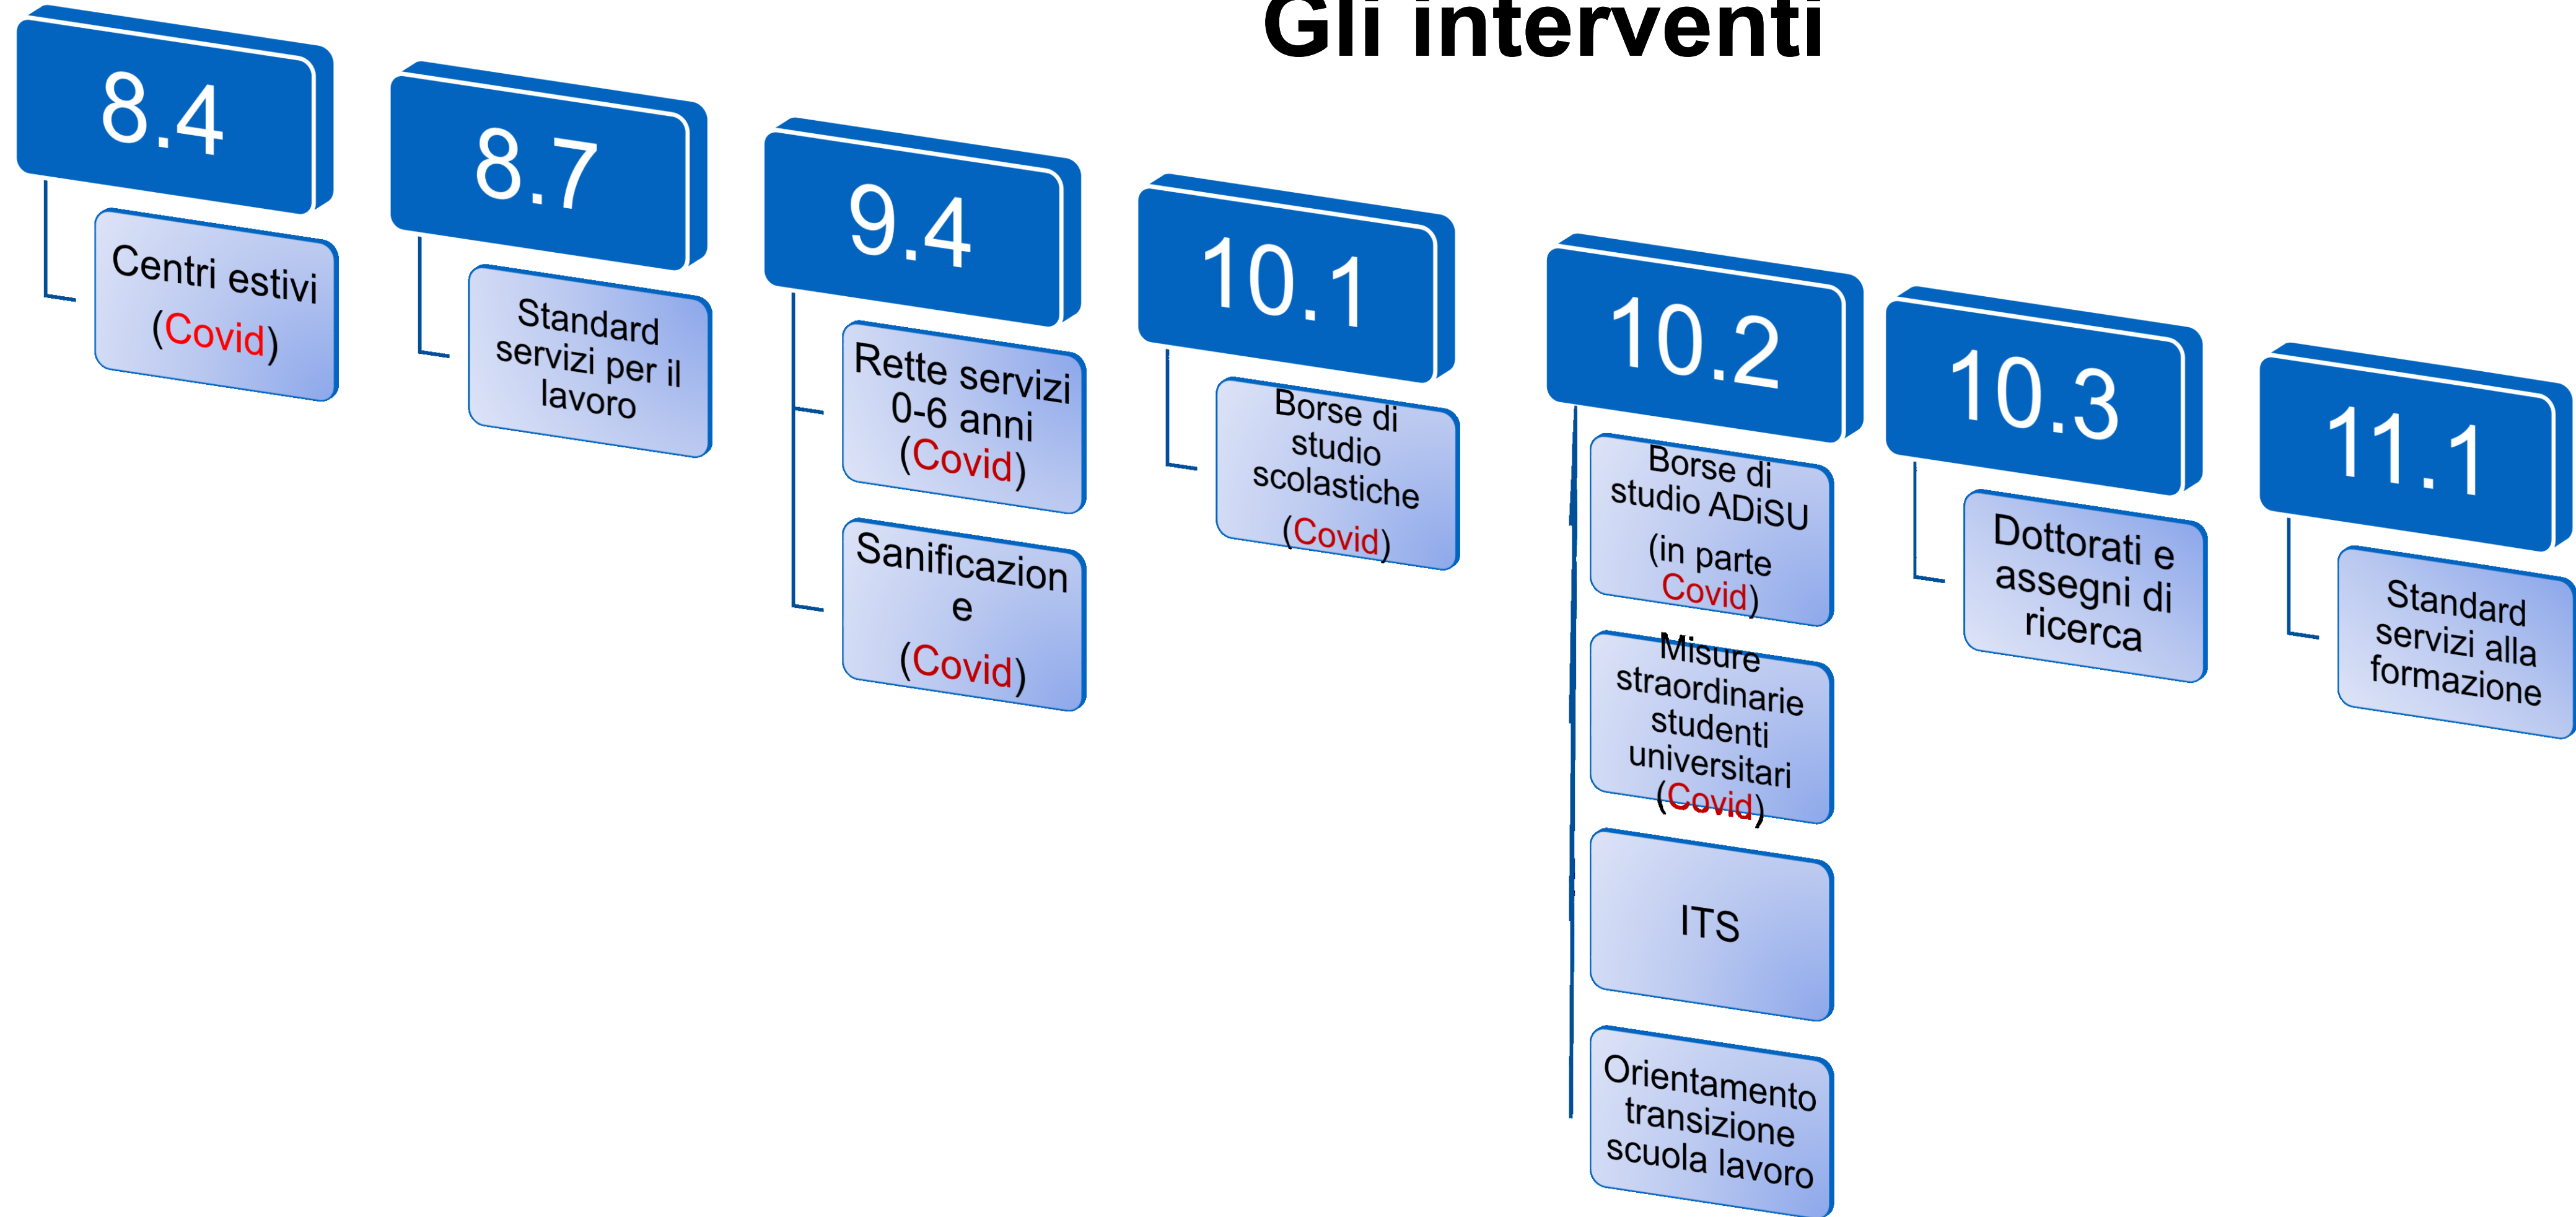 Gli interventi
8.4
Centri estivi
(Covid)
8.7
Standard
servizi per il
lavoro
9.4
Rette servizi
0-6 anni
(Covid)
Sanificazion
e
(Covid)
10.1
Borse di
studio
scolastiche
(Covid)
10.2
Borse di
studio ADiSU
(in parte
Covid)
Misure
straordinarie
studenti
universitari
(Covid)
ITS
Orientamento
transizione
scuola lavoro
10.3
Dottorati e
assegni di
ricerca
11.1
Standard
servizi alla
formazione